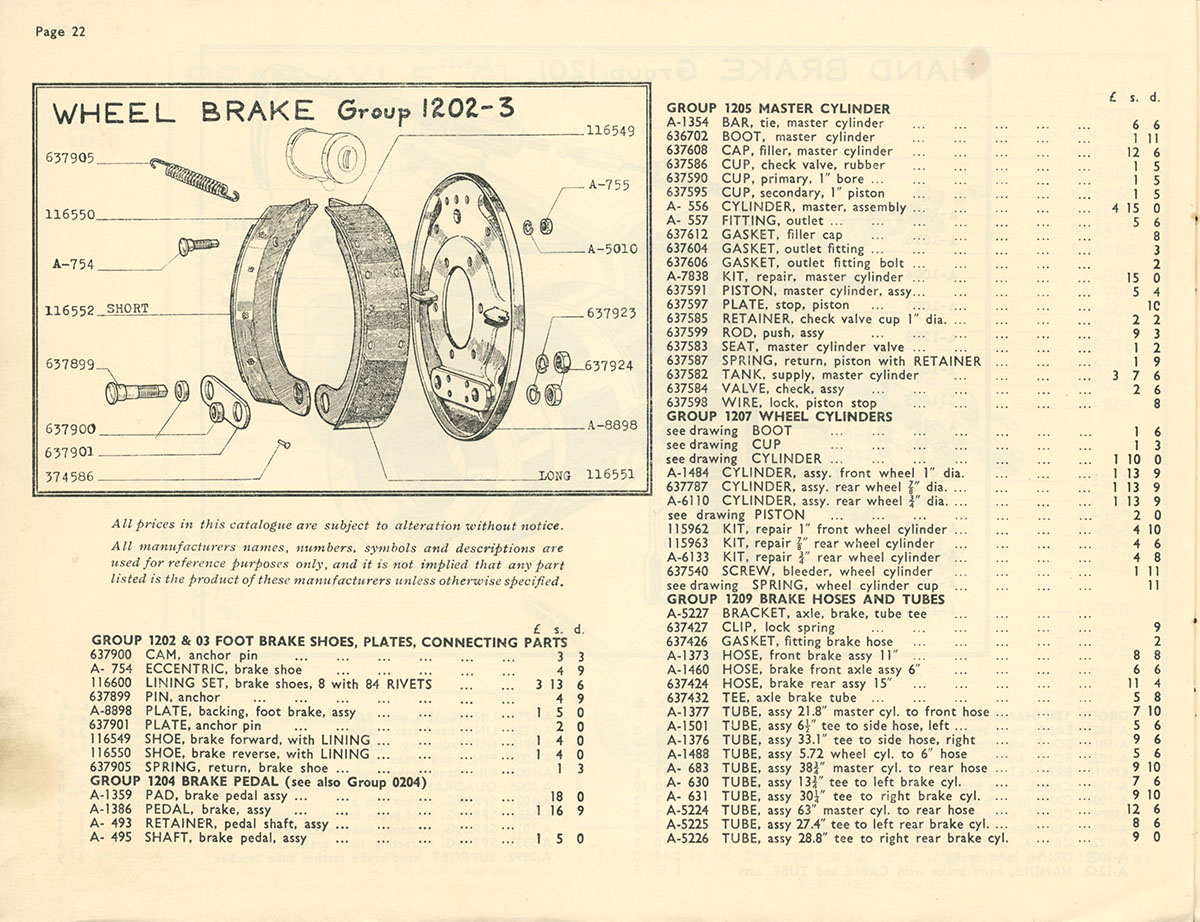 Page 22
WHEEL BRAKE Group 1202-3
637905
116549
A-755
116550
A-754
A-5010
116552 SHORT
637923
637899
637924
637900
A-8898
637901
374586
LONG 116551
All prices in this catalogue are subject to alteration without notice.
All manufacturers names, numbers, symbols and descriptions are
used for reference purposes only, and it is not implied that any part
listed is the product of these manufacturers unless otherwise specified.
£ s. d.
GROUP 1202 & 03 FOOT BRAKE SHOES, PLATES, CONNECTING PARTS
637900 CAM, anchor pin ... ... ... ... ... ... 3 3
A- 754 ECCENTRIC, brake shoe ... ... ... ... ... 4 9
116600 LINING SET, brake shoes, 8 with 84 RIVETS ... ... 3 13 6
637899 PIN, anchor ... ... ... ... ... ... ... 4 9
A-8898 PLATE, backing, foot brake, assy ... ... ... ... 1 5 0
637901 PLATE, anchor pin ... ... ... ... ... ... 2 0
116549 SHOE, brake forward, with LINING ... ... ... ... 1 4 0
116550 SHOE, brake reverse, with LINING ... ... ... ... 1 4 0
637905 SPRING, return, brake shoe ... ... ... ... ... 1 3
GROUP 1204 BRAKE PEDAL (see also Group 0204)
A-1359 PAD, brake pedal assy ... ... ... ... ... ... 18 0
A-1386 PEDAL, brake, assy ... ... ... ... ... ... 1 16 9
A- 493 RETAINER, pedal shaft, assy ... ... ... ... ...
A- 495 SHAFT, brake pedal, assy ... ... ... ... ... 1 5 0
£ s. d.
GROUP 1205 MASTER CYLINDER
A-1354 BAR, tie, master cylinder ... ... ... ... ... 6 6
636702 BOOT, master cylinder ... ... ... ... ... 1 11
637608 CAP, filler, master cylinder ... ... ... ... ... 12 6
637586 CUP, check valve, rubber ... ... ... ... ... 1 5
637590 CUP, primary, 1" bore ... ... ... ... ... ... 1 5
637595 CUP, secondary, 1" piston ... ... ... ... ... 1 5
A- 556 CYLINDER, master, assembly ... ... ... ... ... 4 15 0
A- 557 FITTING, outlet ... ... ... ... ... ... ... 5 6
637612 GASKET, filler cap ... ... ... ... ... ... 8
637604 GASKET, outlet fitting ... ... ... ... ... ... 3
637606 GASKET, outlet fitting bolt ... ... ... ... ... 2
A-7838 KIT, repair, master cylinder ... ... ... ... ... 15 0
637591 PISTON, master cylinder, assy... ... ... ... ... 5 4
637597 PLATE, stop, piston ... ... ... ... ... ... 10
637585 RETAINER, check valve cup 1" dia. ... ... ... ... 2 2
637599 ROD, push, assy ... ... ... ... ... ... 9 3
637583 SEAT, master cylinder valve ... ... ... ... ... 1 2
637587 SPRING, return, piston with RETAINER ... ... ... 1 9
637582 TANK, supply, master cylinder ... ... ... ... 3 7 6
637584 VALVE, check, assy ... ... ... ... ... ... 2 6
637598 WIRE, lock, piston stop ... ... ... ... ... 8
GROUP 1207 WHEEL CYLINDERS
see drawing BOOT ... ... ... ... ... ... ... 1 6
see drawing CUP ... ... ... ... ... ... ... 1 3
see drawing CYLINDER ... ... ... ... ... ... ... 1 10 0
A-1484 CYLINDER, assy. front wheel 1" dia. ... ... ... 1 13 9
637787 CYLINDER, assy. rear wheel ⅞" dia. ... ... ... ... 1 13 9
A-6110 CYLINDER, assy. rear wheel ¾" dia. ... ... ... ... 1 13 9
see drawing PISTON ... ... ... ... ... ... ... 2 0
115962 KIT, repair 1" front wheel cylinder ... ... ... ... 4 10
115963 KIT, repair ⅞" rear wheel cylinder ... ... ... ... 4 6
A-6133 KIT, repair ¾" rear wheel cylinder ... ... ... ... 4 8
637540 SCREW, bleeder, wheel cylinder ... ... ... ... 1 11
see drawing SPRING, wheel cylinder cup ... ... ... ... 11
GROUP 1209 BRAKE HOSES AND TUBES
A-5227 BRACKET, axle, brake, tube tee ... ... ... ...
637427 CLIP, lock spring ... ... ... ... ... ... 9
637426 GASKET, fitting brake hose ... ... ... ... ... 2
A-1373 HOSE, front brake assy 11" ... ... ... ... ... 8 8
A-1460 HOSE, brake front axle assy 6" ... ... ... ... 6 6
637424 HOSE, brake rear assy 15" ... ... ... ... ... 11 4
637432 TEE, axle brake tube ... ... ... ... ... ... 5 8
A-1377 TUBE, assy 21.8" master cyl. to front hose ... ... ... 7 10
A-1501 TUBE, assy 6½" tee to side hose, left ... ... ... ... 5 6
A-1376 TUBE, assy 33.1" tee to side hose, right ... ... ... 9 6
A-1488 TUBE, assy 5.72 wheel cyl. to 6" hose ... ... ... 5 6
A- 683 TUBE, assy 38¾" master cyl. to rear hose ... ... ... 9 10
A- 630 TUBE, assy 13¾" tee to left brake cyl. ... ... ... 7 6
A- 631 TUBE, assy 30¼" tee to right brake cyl. ... ... ... 9 10
A-5224 TUBE, assy 63" master cyl. to rear hose ... ... ... 12 6
A-5225 TUBE, assy 27.4" tee to left rear brake cyl. ... ... ... 8 6
A-5226 TUBE, assy 28.8" tee to right rear brake cyl. ... ... 9 0